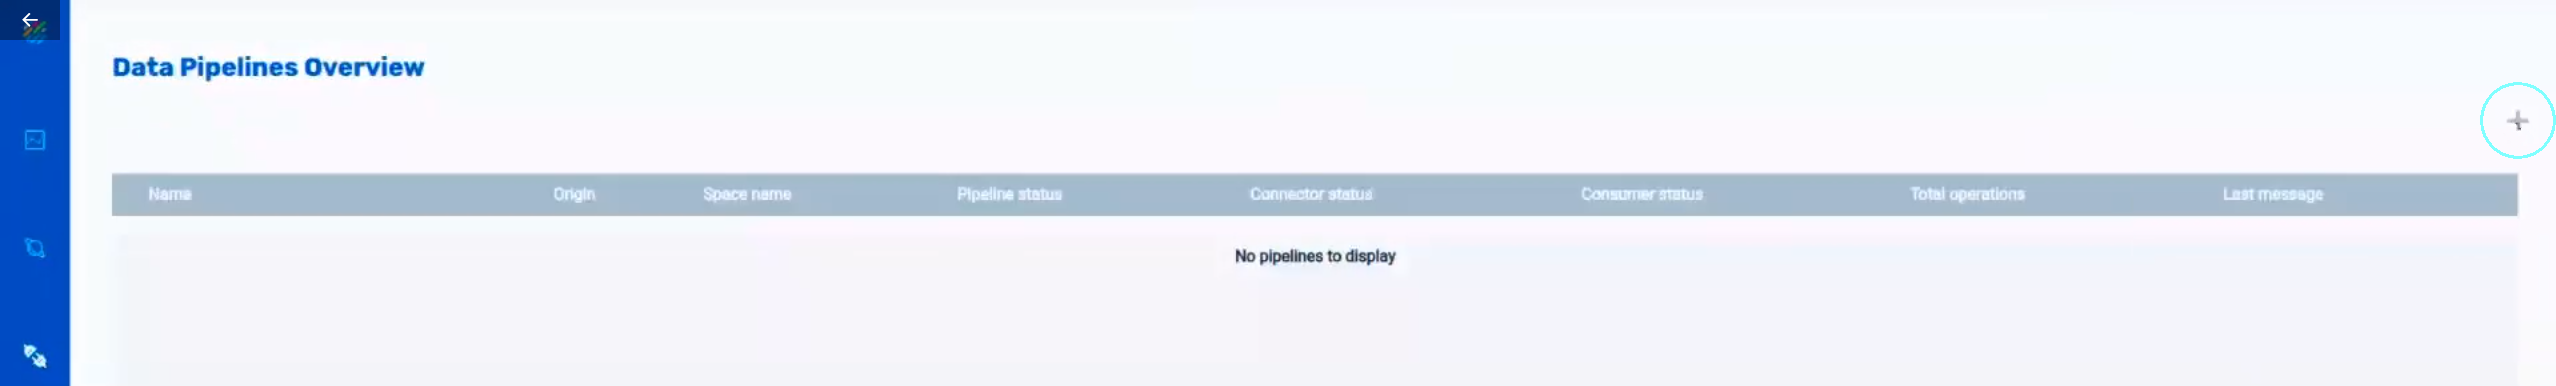 Data Pipelines Overview
Name Origin Space name Pipeline status Connector status Consumer status Total operations Last message
No pipelines to display